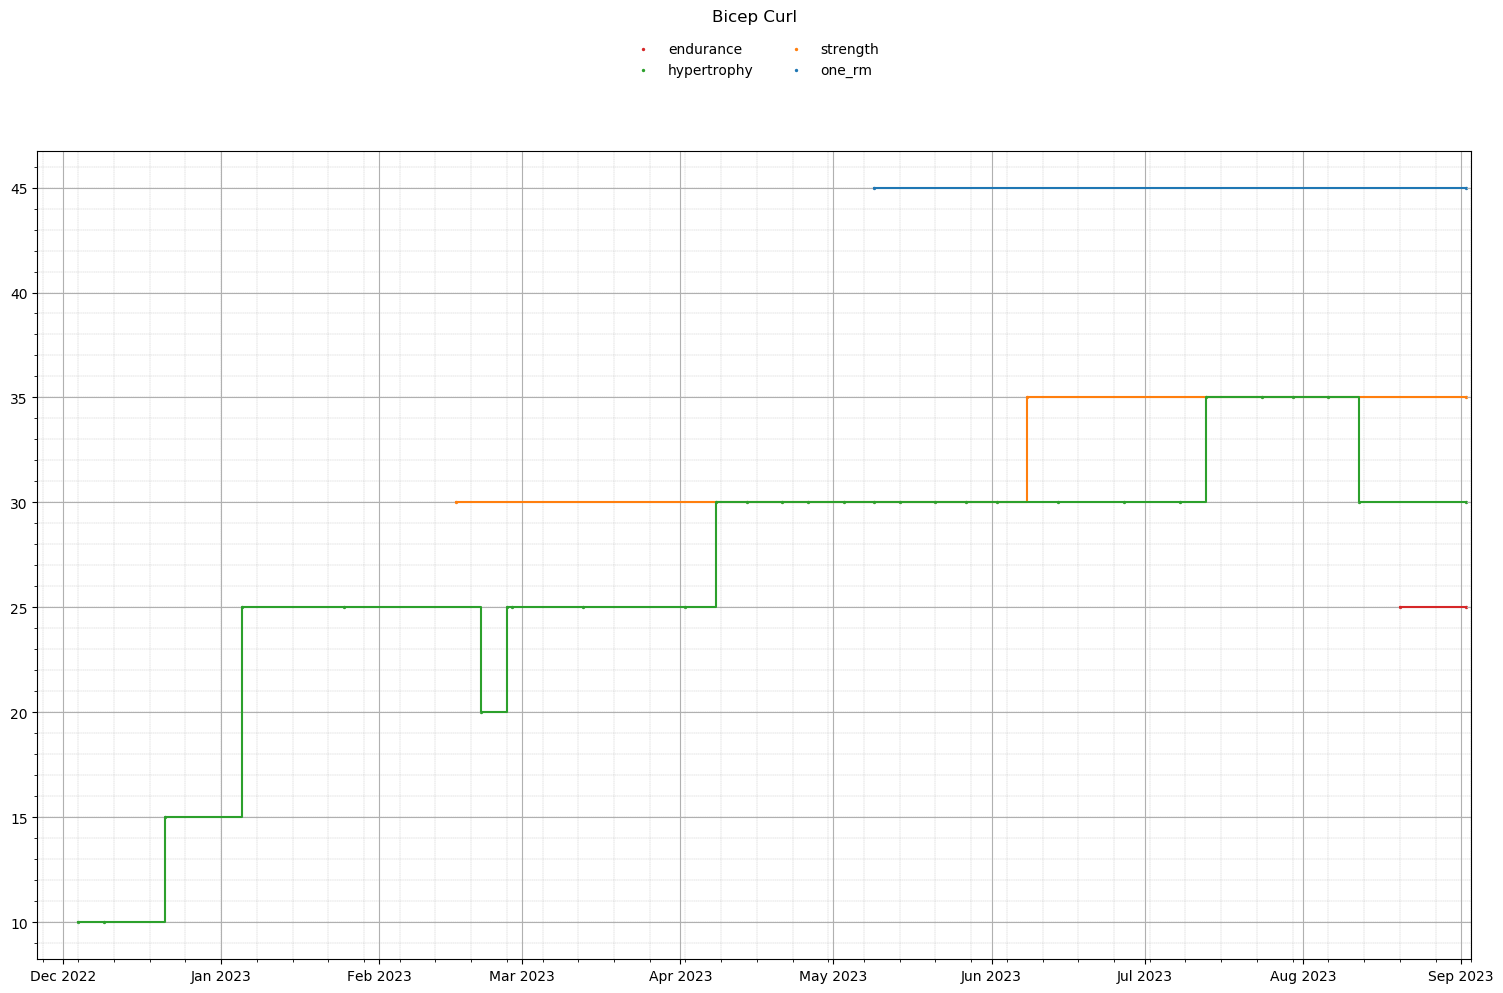 Bicep Curl
endurance strength
hypertrophy one_rm
45
40
35
30
25
20
15
10
Dec 2022 Jan 2023 Feb 2023 Mar 2023 Apr 2023 May 2023 Jun 2023 Jul 2023 Aug 2023 Sep 2023